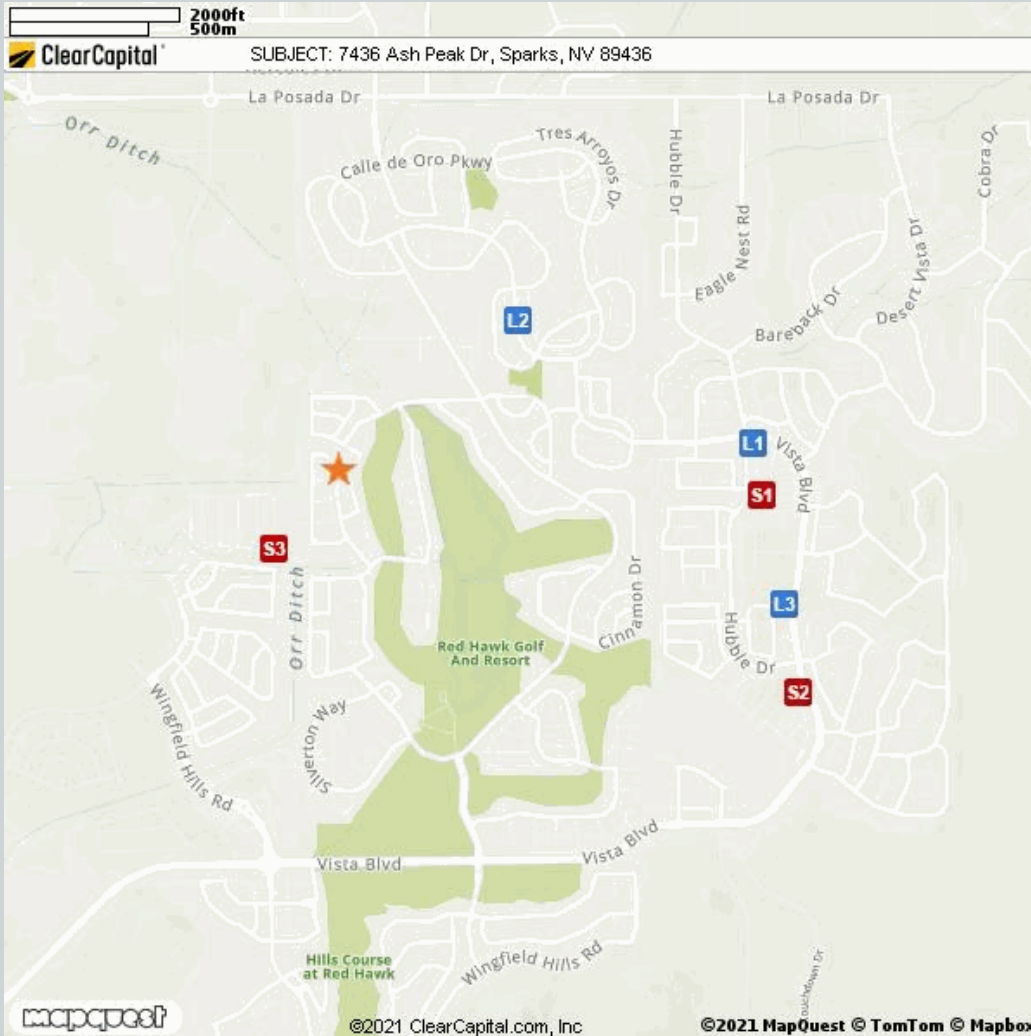 2000ft
500m
ClearCapital
SUBJECT: 7436 Ash Peak Dr, Sparks, NV 89436
La Posada Dr
La Posada Dr
Orr Ditch
Tres Arroyos Dr
Calle de Oro Pkwy
Hubble Dr
Cobra Dr
Eagle Nest Rd
Desert Vista Dr
Bareback Dr
L2
L1
Vista Blvd
S1
S3
Orr Ditch
Cinnamon Dr
L3
Hubble Dr
Red Hawk Golf
And Resort
S2
Wingfield Hills Rd
Silverton Way
Vista Blvd
Vista Blvd
Hills Course
at Red Hawk
Wingfield Hills Rd
Touchdown Dr
mapquest
©2021 ClearCapital.com, Inc
©2021 MapQuest © TomTom © Mapbox